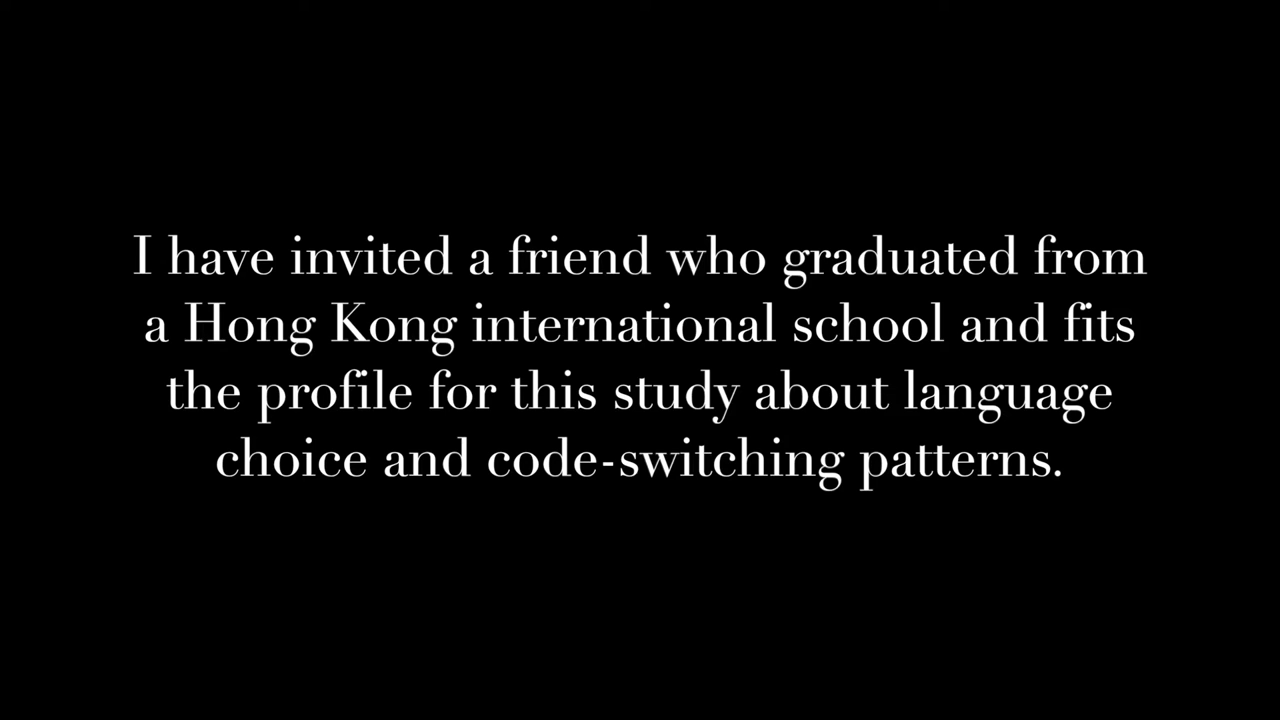 I have invited a friend who graduated from
a Hong Kong international school and fits
the profile for this study about language
choice and code-switching patterns.